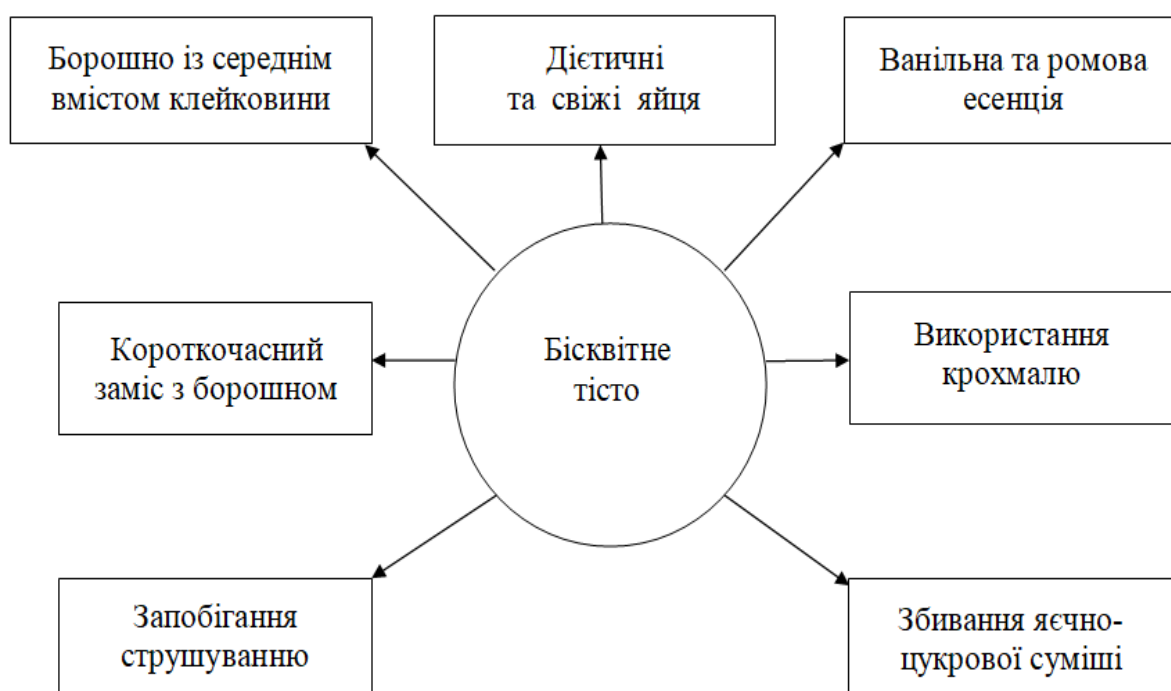 Борошно із середнім
вмістом клейковини
Дієтичні
та свіжі яйця
Ванільна та ромова
есенція
Короткочасний
заміс з борошном
Бісквітне
тісто
Використання
крохмалю
Запобігання
струшуванню
Збивання яєчно-
цукрової суміші